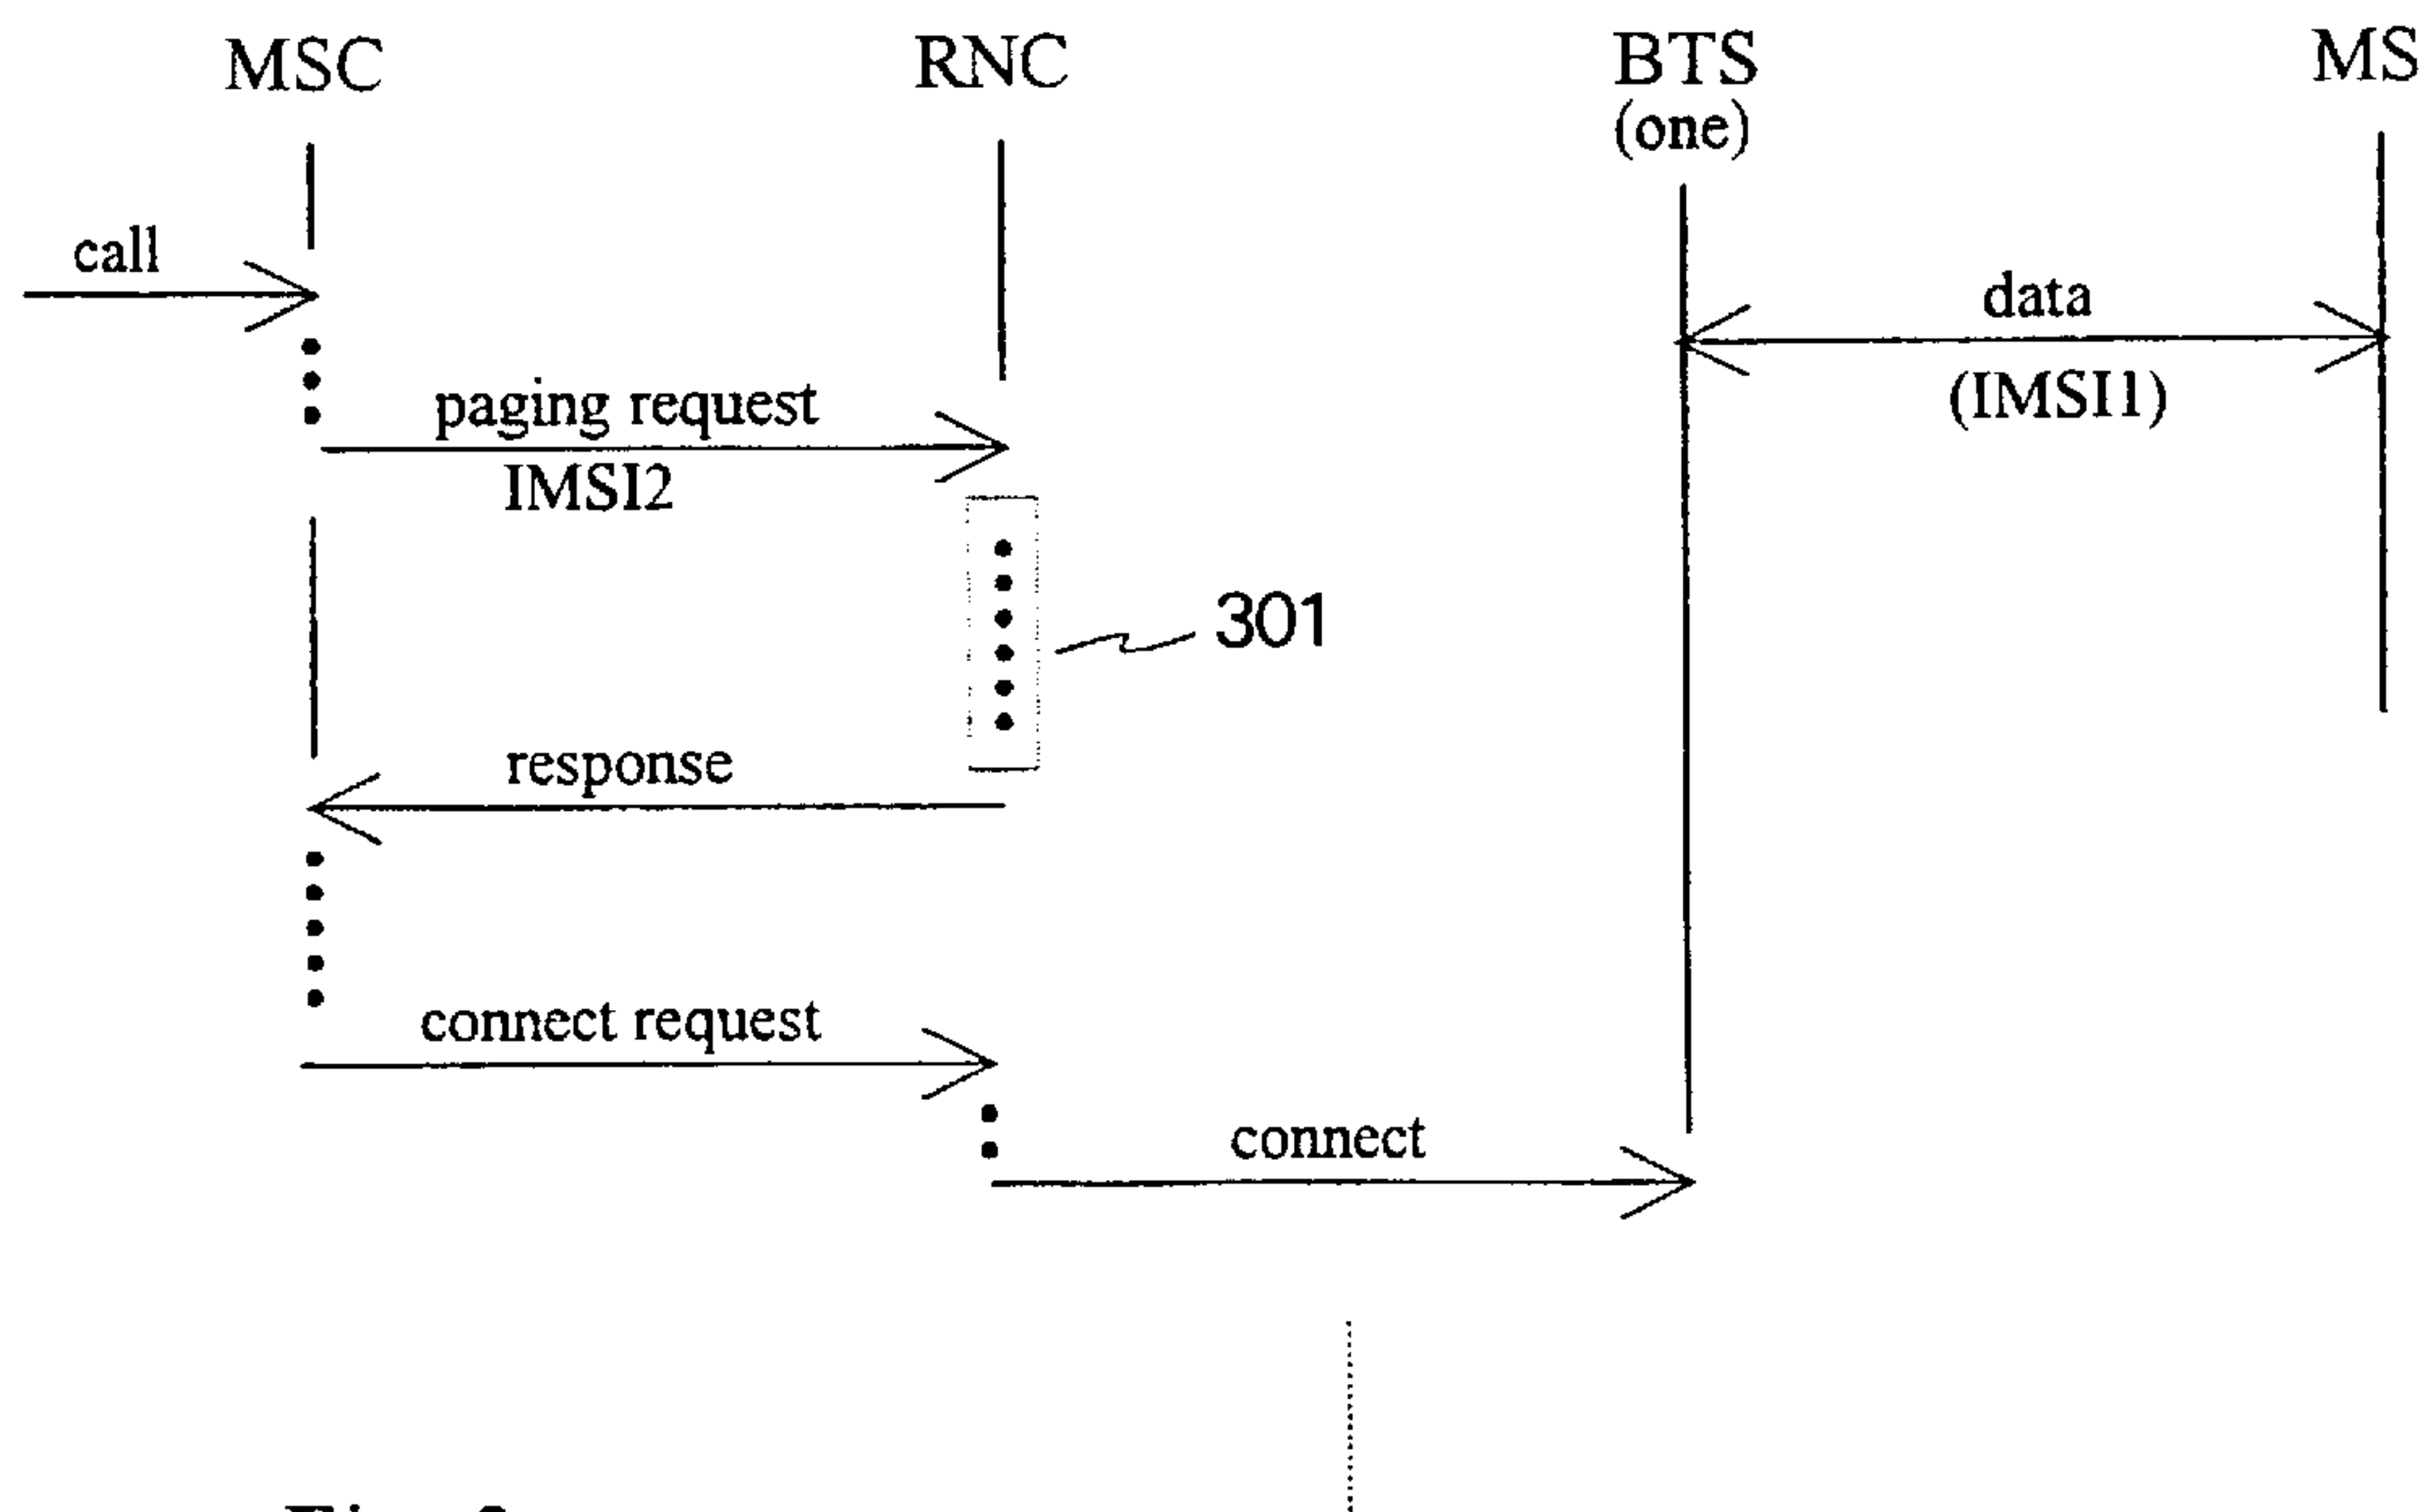 MSC RNC BTS MS
(one)
call
data
paging request
(IMSI1)
IMSI2
301
response
connect request
connect